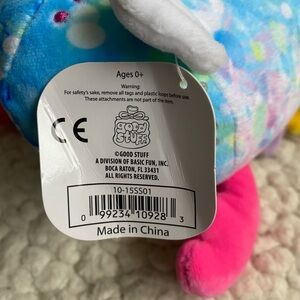 Ages 0+
Warning:
For safety's sake, remove all tags and plastic loops before use.
These attachments are not part of the item.
CE
good
stuff
©GOOD STUFF
A DIVISION OF BASIC FUN, INC.
BOCA RATON, FL 33431
ALL RIGHTS RESERVED.
10-15SS01
0 99234 10928 3
Made in China